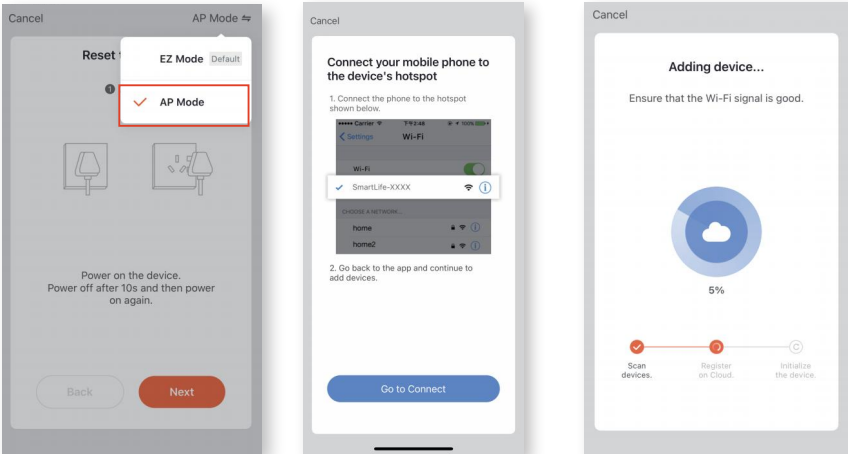 Cancel
AP Mode ⇋
Reset
EZ Mode Default
1
AP Mode
Power on the device.
Power off after 10s and then power
on again.
Back
Next
Cancel
Connect your mobile phone to
the device's hotspot
1. Connect the phone to the hotspot
shown below.
Carrier
100%
Settings
Wi-Fi
Wi-Fi
SmartLife-XXXX
CHOOSE A NETWORK...
home
home2
2. Go back to the app and continue to
add devices.
Go to Connect
Cancel
Adding device...
Ensure that the Wi-Fi signal is good.
5%
Scan
devices.
Register
on Cloud.
Initialize
the device.